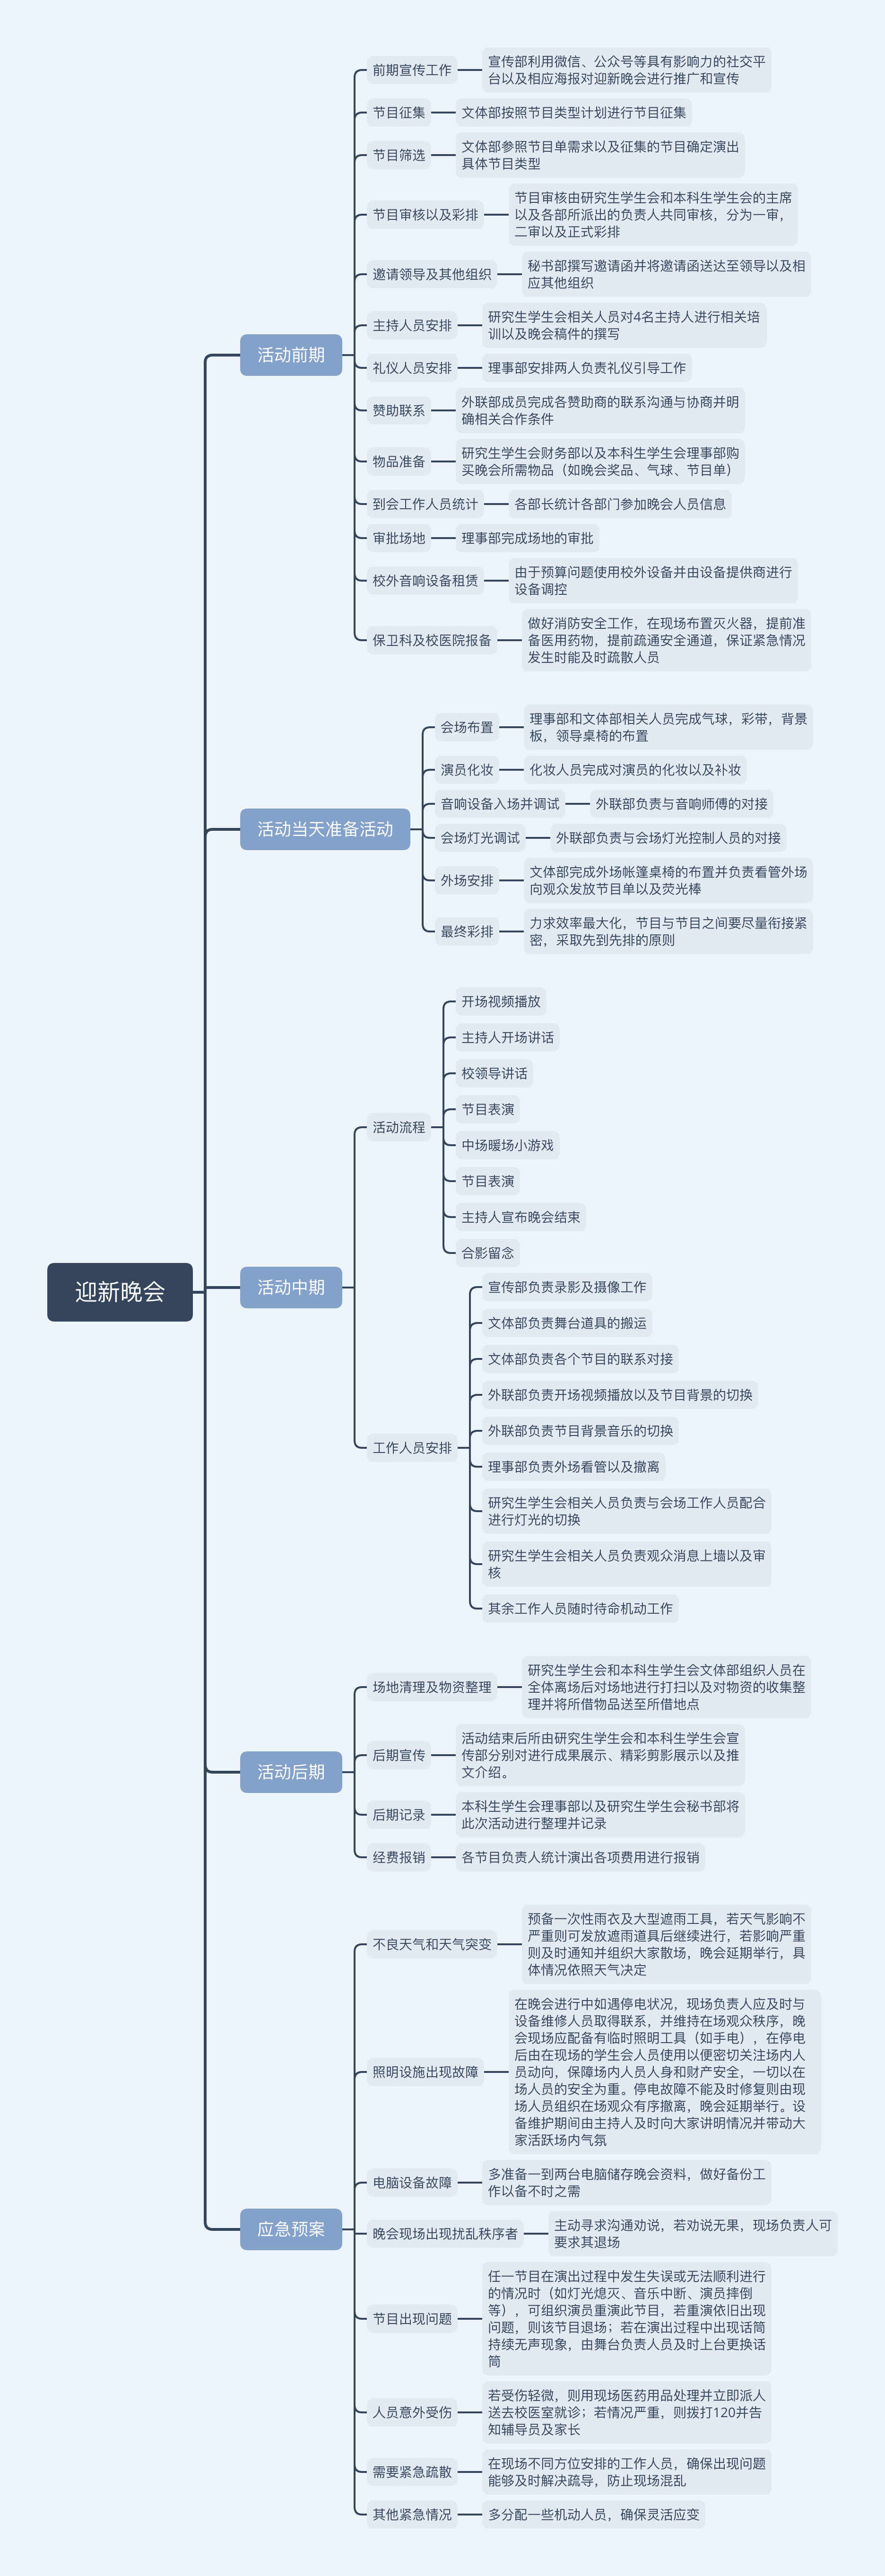 迎新晚会
活动前期
前期宣传工作
宣传部利用微信、公众号等具有影响力的社交平
台以及相应海报对迎新晚会进行推广和宣传
节目征集
文体部按照节目类型计划进行节目征集
节目筛选
文体部参照节目单需求以及征集的节目确定演出
具体节目类型
节目审核以及彩排
节目审核由研究生学生会和本科生学生会的主席
以及各部所派出的负责人共同审核，分为一审，
二审以及正式彩排
邀请领导及其他组织
秘书部撰写邀请函并将邀请函送达至领导以及相
应其他组织
主持人员安排
研究生学生会相关人员对4名主持人进行相关培
训以及晚会稿件的撰写
礼仪人员安排
理事部安排两人负责礼仪引导工作
赞助联系
外联部成员完成各赞助商的联系沟通与协商并明
确相关合作条件
物品准备
研究生学生会财务部以及本科生学生会理事部购
买晚会所需物品（如晚会奖品、气球、节目单）
到会工作人员统计
各部长统计各部门参加晚会人员信息
审批场地
理事部完成场地的审批
校外音响设备租赁
由于预算问题使用校外设备并由设备提供商进行
设备调控
保卫科及校医院报备
做好消防安全工作，在现场布置灭火器，提前准
备医用药物，提前疏通安全通道，保证紧急情况
发生时能及时疏散人员
活动当天准备活动
会场布置
理事部和文体部相关人员完成气球，彩带，背景
板，领导桌椅的布置
演员化妆
化妆人员完成对演员的化妆以及补妆
音响设备入场并调试
外联部负责与音响师傅的对接
会场灯光调试
外联部负责与会场灯光控制人员的对接
外场安排
文体部完成外场帐篷桌椅的布置并负责看管外场
向观众发放节目单以及荧光棒
最终彩排
力求效率最大化，节目与节目之间要尽量衔接紧
密，采取先到先排的原则
活动中期
活动流程
开场视频播放
主持人开场讲话
校领导讲话
节目表演
中场暖场小游戏
节目表演
主持人宣布晚会结束
合影留念
工作人员安排
宣传部负责录影及摄像工作
文体部负责舞台道具的搬运
文体部负责各个节目的联系对接
外联部负责开场视频播放以及节目背景的切换
外联部负责节目背景音乐的切换
理事部负责外场看管以及撤离
研究生学生会相关人员负责与会场工作人员配合
进行灯光的切换
研究生学生会相关人员负责观众消息上墙以及审
核
其余工作人员随时待命机动工作
活动后期
场地清理及物资整理
研究生学生会和本科生学生会文体部组织人员在
全体离场后对场地进行打扫以及对物资的收集整
理并将所借物品送至所借地点
后期宣传
活动结束后所由研究生学生会和本科生学生会宣
传部分别对进行成果展示、精彩剪影展示以及推
文介绍。
后期记录
本科生学生会理事部以及研究生学生会秘书部将
此次活动进行整理并记录
经费报销
各节目负责人统计演出各项费用进行报销
应急预案
不良天气和天气突变
预备一次性雨衣及大型遮雨工具，若天气影响不
严重则可发放遮雨道具后继续进行，若影响严重
则及时通知并组织大家散场，晚会延期举行，具
体情况依照天气决定
照明设施出现故障
在晚会进行中如遇停电状况，现场负责人应及时与
设备维修人员取得联系，并维持在场观众秩序，晚
会现场应配备有临时照明工具（如手电），在停电
后由在现场的学生会人员使用以便密切关注场内人
员动向，保障场内人员人身和财产安全，一切以在
场人员的安全为重。停电故障不能及时修复则由现
场人员组织在场观众有序撤离，晚会延期举行。设
备维护期间由主持人及时向大家讲明情况并带动大
家活跃场内气氛
电脑设备故障
多准备一到两台电脑储存晚会资料，做好备份工
作以备不时之需
晚会现场出现扰乱秩序者
主动寻求沟通劝说，若劝说无果，现场负责人可
要求其退场
节目出现问题
任一节目在演出过程中发生失误或无法顺利进行
的情况时（如灯光熄灭、音乐中断、演员摔倒
等），可组织演员重演此节目，若重演依旧出现
问题，则该节目退场；若在演出过程中出现话筒
持续无声现象，由舞台负责人员及时上台更换话
筒
人员意外受伤
若受伤轻微，则用现场医药用品处理并立即派人
送去校医室就诊；若情况严重，则拨打120并告
知辅导员及家长
需要紧急疏散
在现场不同方位安排的工作人员，确保出现问题
能够及时解决疏导，防止现场混乱
其他紧急情况
多分配一些机动人员，确保灵活应变